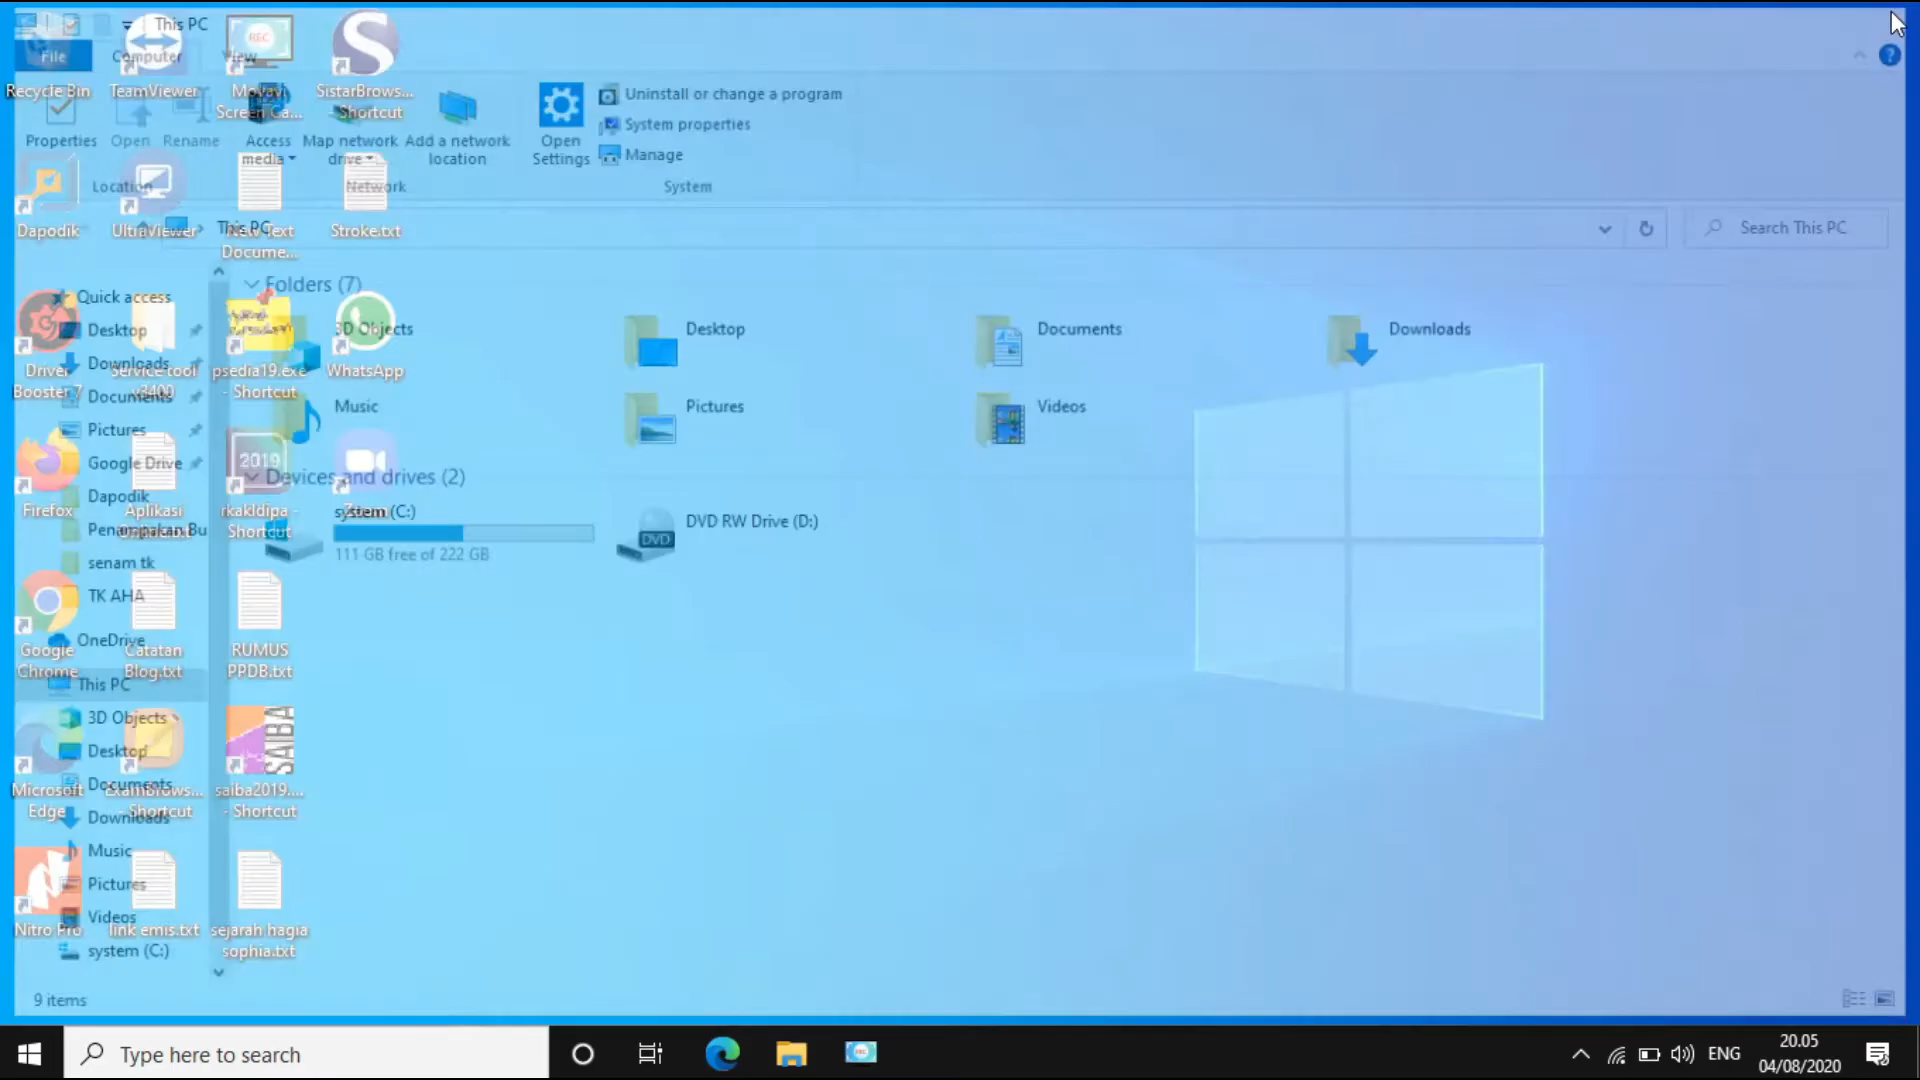 This PC
File
Computer
View
Recycle Bin
TeamViewer
REC
Movavi
Screen Ca...
SistarBrows...
- Shortcut
Properties
Open
Rename
Access
media
Map network
drive
Add a network
location
Open
Settings
Uninstall or change a program
System properties
Manage
Location
Network
System
Dapodik
UltraViewer
New Text
Docume...
Stroke.txt
This PC
Search This PC
Quick access
Desktop
Downloads
Documents
Pictures
Google Drive
Dapodik
Penampakan Bu
senam tk
TK AHA
OneDrive
This PC
3D Objects
Desktop
Documents
Downloads
Music
Pictures
Videos
system (C:)
Folders (7)
3D Objects
Desktop
Documents
Downloads
Music
Pictures
Videos
Devices and drives (2)
system (C:)
111 GB free of 222 GB
DVD
DVD RW Drive (D:)
Driver
Booster 7
Service tool
v3400
psedia19.exe
- Shortcut
WhatsApp
Firefox
Aplikasi
2019
rkakldipa -
Shortcut
Zoom
Google
Chrome
Catatan
Blog.txt
RUMUS
PPDB.txt
Microsoft
Edge
ExamBrows...
- Shortcut
SAIBA
saiba2019....
- Shortcut
Nitro Pro
link emis.txt
sejarah hagia
sophia.txt
9 items
Type here to search
REC
ENG
20.05
04/08/2020